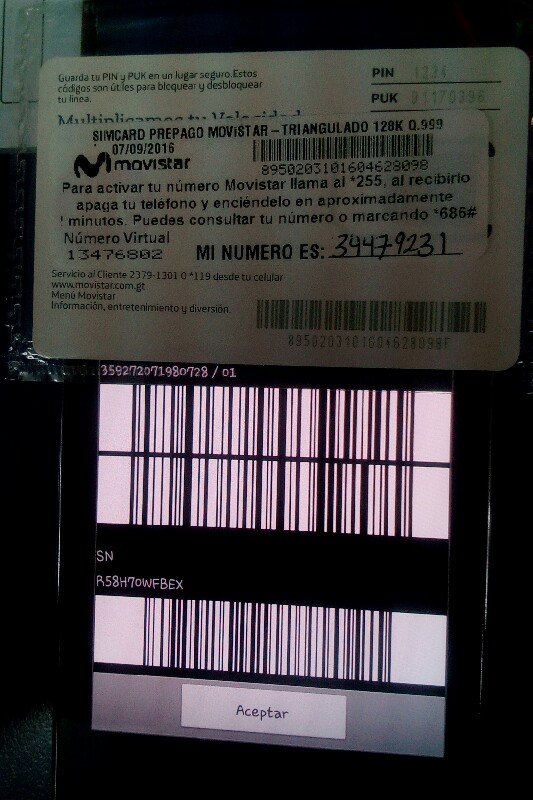 Guarda tu PIN y PUK en un lugar seguro.Estos
códigos son útiles para bloquear y desbloquear
tu línea.
PIN 1234
PUK
Multiplicamos tu Velocidad
SIMCARD PREPAGO MOViSTAR - TRIANGULADO 128K Q.999
07/09/2016
movistar
8950203101604628098
Para activar tu número Movistar llama al *255, al recibirlo
apaga tu teléfono y enciéndelo en aproximadamente
minutos. Puedes consultar tu número o marcando *686#
Número Virtual
13476802
MI NUMERO ES: 34479231
Servicio al Cliente 2379-1301 O *119 desde tu celular
www.movistar.com.gt
Menú Movistar
Información, entretenimiento y diversión.
8950203101604628098F
359272071980728 / 01
SN
R58H70WFBEX
Aceptar